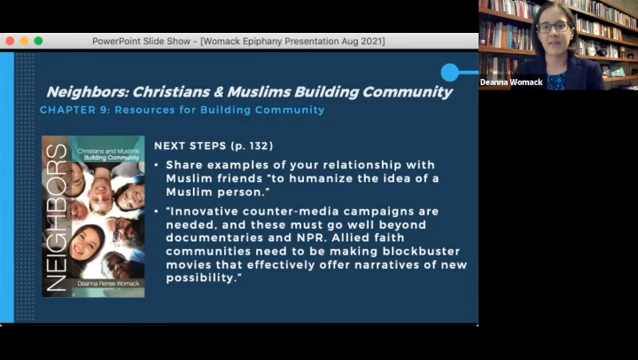 PowerPoint Slide Show - [Womack Epiphany Presentation Aug 2021]
Deanna Womack
Neighbors: Christians & Muslims Building Community
CHAPTER 9: Resources for Building Community
NEIGHBORS
Christians and Muslims
Building Community
Deanna Ferree Womack
NEXT STEPS (p. 132)
• Share examples of your relationship with
Muslim friends “to humanize the idea of a
Muslim person.”
• “Innovative counter-media campaigns are
needed, and these must go well beyond
documentaries and NPR. Allied faith
communities need to be making blockbuster
movies that effectively offer narratives of new
possibility.”